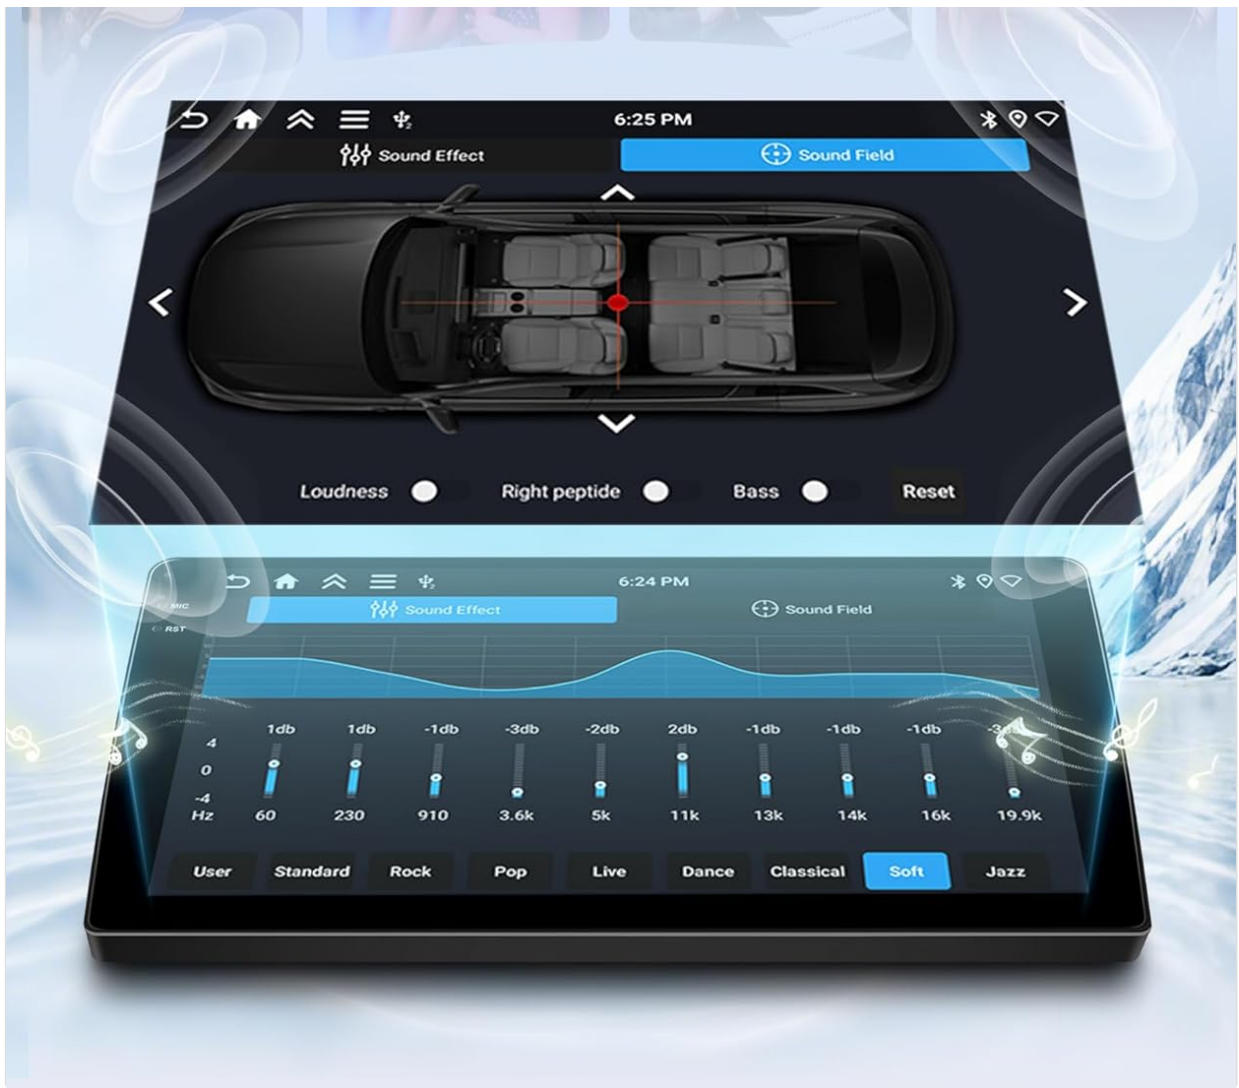 6:25 PM
Sound Effect Sound Field
Loudness Right peptide Bass Reset
6:24 PM
MIC
Sound Effect Sound Field
RST
1db 1db -1db -3db -2db 2db -1db -1db -1db
4
0
-4
Hz 60 230 910 3.6k 5k 11k 13k 14k 16k 19.9k
User Standard Rock Pop Live Dance Classical Soft Jazz